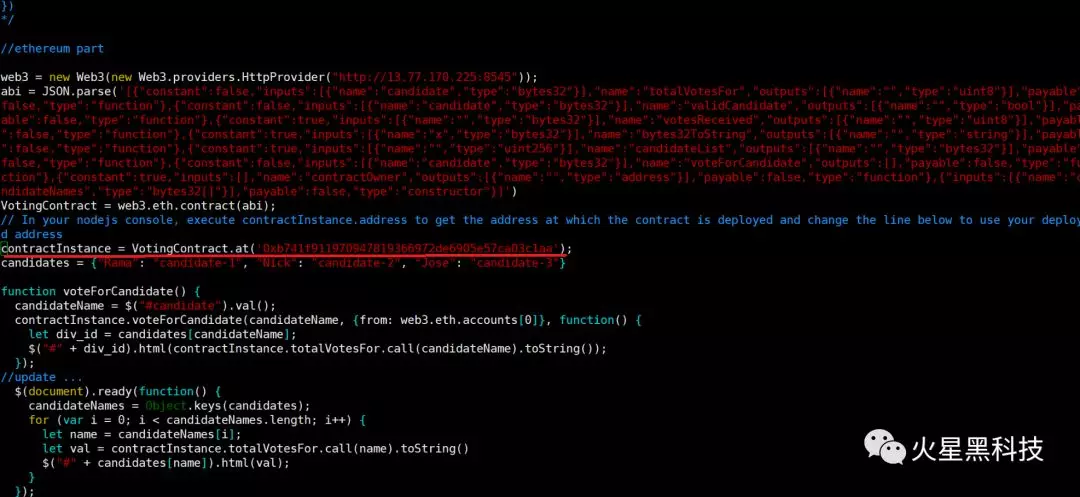 })
*/
//ethereum part
web3 = new Web3(new Web3.providers.HttpProvider("http://13.77.178.225:8545"));
abi = JSON.parse('[{"constant":false,"inputs":[{"name":"candidate","type":"bytes32"}],"name":"totalVotesFor","outputs":[{"name":"","type":"uint8"}],"payable":
false,"type":"function"},{"constant":false,"inputs":[{"name":"candidate","type":"bytes32"}],"name":"validCandidate","outputs":[{"name":"","type":"bool"}],"pay
able":false,"type":"function"},{"constant":true,"inputs":[{"name":"","type":"bytes32"}],"name":"votesReceived","outputs":[{"name":"","type":"uint8"}],"payable
":false,"type":"function"},{"constant":true,"inputs":[{"name":"x","type":"bytes32"}],"name":"bytes32ToString","outputs":[{"name":"","type":"string"}],"payable
":false,"type":"function"},{"constant":true,"inputs":[{"name":"","type":"uint256"}],"name":"candidateList","outputs":[{"name":"","type":"bytes32"}],"payable":
false,"type":"function"},{"constant":false,"inputs":[{"name":"candidate","type":"bytes32"}],"name":"voteForCandidate","outputs":[],"payable":false,"type":"fun
ction"},{"constant":true,"inputs":[],"name":"contractOwner","outputs":[{"name":"","type":"address"}],"payable":false,"type":"function"},{"inputs":[{"name":"ca
ndidateNames","type":"bytes32[]"}],"payable":false,"type":"constructor"}]')
VotingContract = web3.eth.contract(abi);
// In your nodejs console, execute contractInstance.address to get the address at which the contract is deployed and change the line below to use your deploye
d address
contractInstance = VotingContract.at('');
candidates = {"Rama": "candidate-1", "Nick": "candidate-2", "Jose": "candidate-3"}
function voteForCandidate() {
candidateName = $("#candidate").val();
contractInstance.voteForCandidate(candidateName, {from: web3.eth.accounts[0]}, function() {
let div_id = candidates[candidateName];
$("#" + div_id).html(contractInstance.totalVotesFor.call(candidateName).toString());
});
//update ...
$(document).ready(function() {
candidateNames = Object.keys(candidates);
for (var i = 0; i < candidateNames.length; i++) {
let name = candidateNames[i];
let val = contractInstance.totalVotesFor.call(name).toString()
$("#" + candidates[name]).html(val);
}
});
火星黑科技